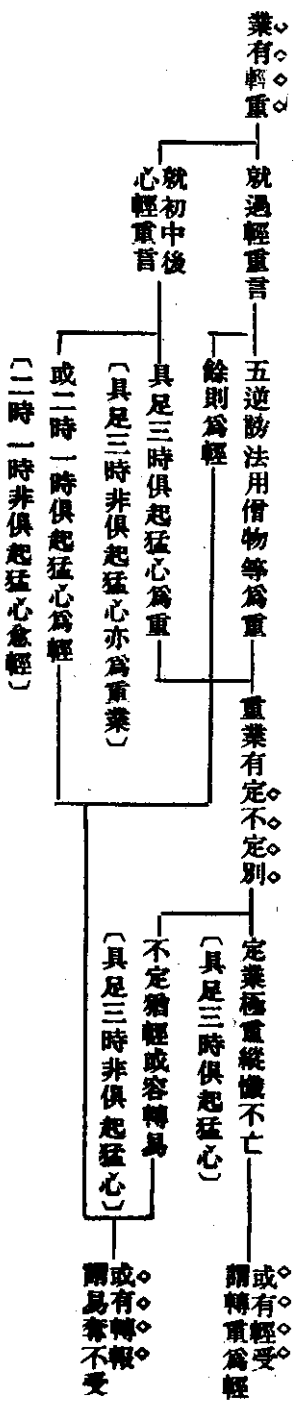 業有輕重
就過輕重言
就初中後
心輕重言
五逆謗法用僧物等為重
餘則為輕
具足三時俱起猛心為重
〔具足三時非俱起猛心亦為重業〕
或二時一時俱起猛心為輕
〔二時一時非俱起猛心愈輕〕
重業有定不定別
定業極重縱懺不亡
〔具足三時俱起猛心〕
不定猶輕或容轉易
〔具足三時非俱起猛心〕
或有輕受
謂轉重為輕
或有轉報
謂易奪不受